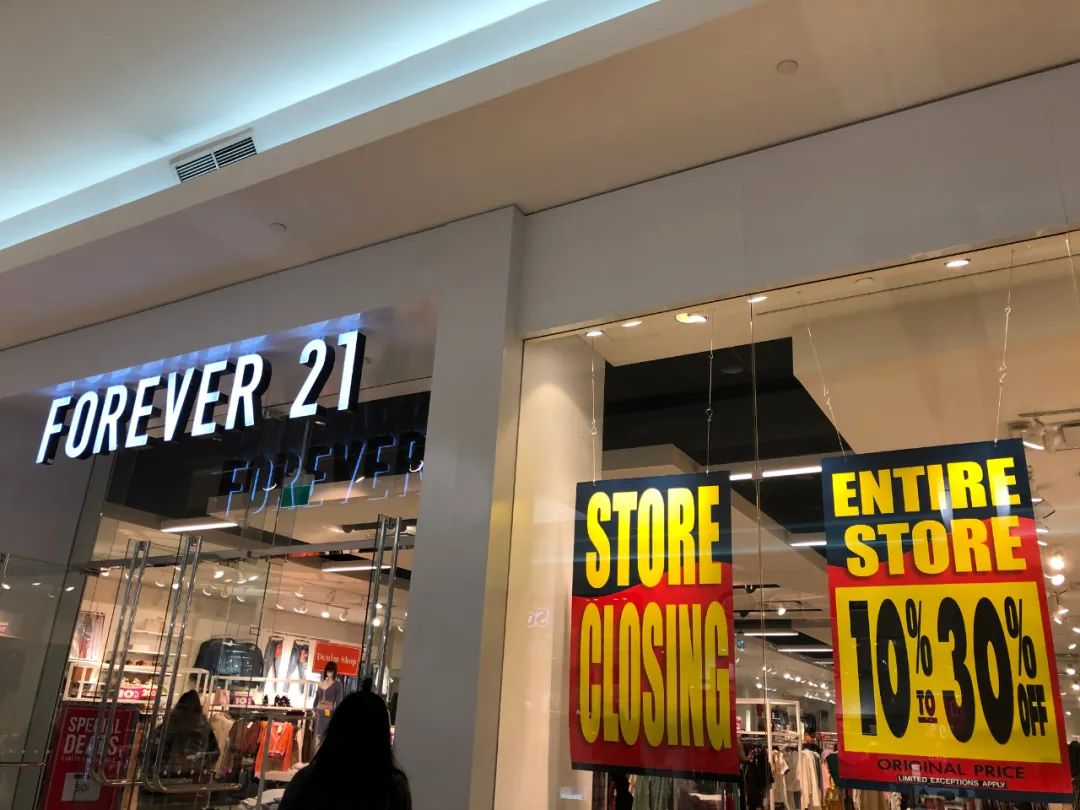 FOREVER 21
FOREVER
STORE
CLOSING
ENTIRE
STORE
10% TO 30% OFF
ORIGINAL PRICE
LIMITED EXCEPTIONS APPLY
Denim Shop
SPECIAL
DEALS